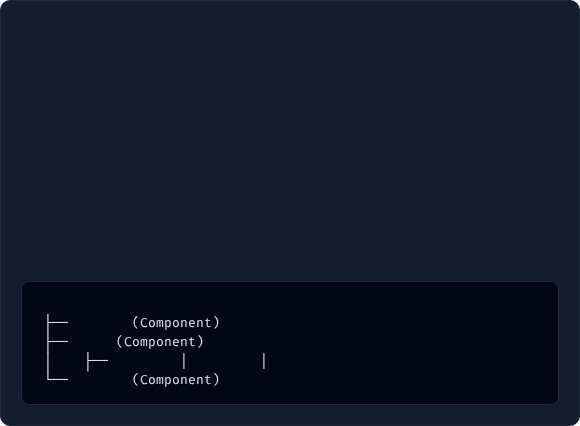 ├── (Component)
├── (Component)
│ ├── │ │
└── (Component)